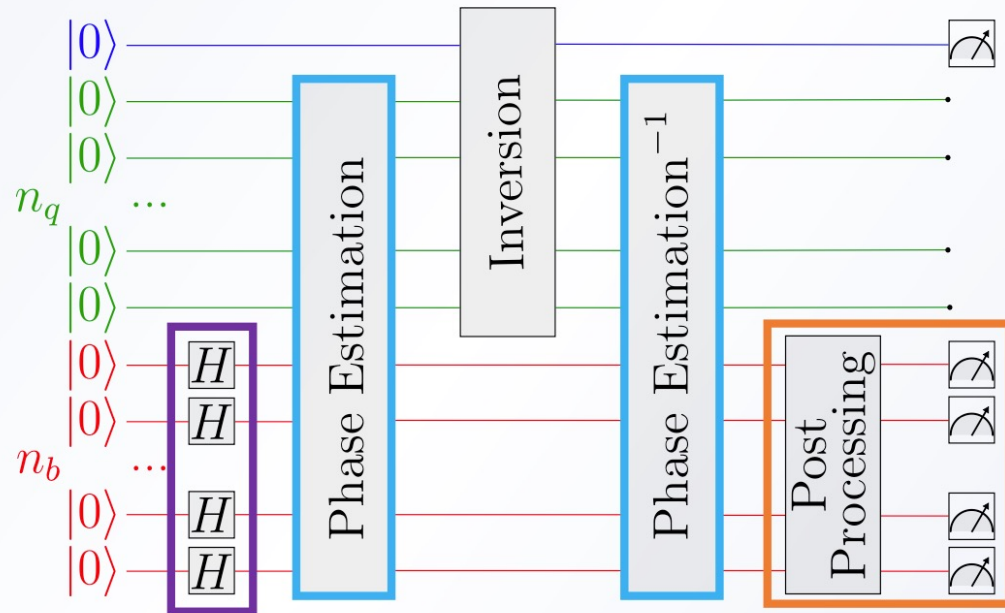 |0⟩
|0⟩
|0⟩
n_q ...
|0⟩
|0⟩
|0⟩ H
|0⟩ H
n_b ...
|0⟩ H
|0⟩ H
Phase Estimation
Inversion
Phase Estimation⁻¹
Post
Processing